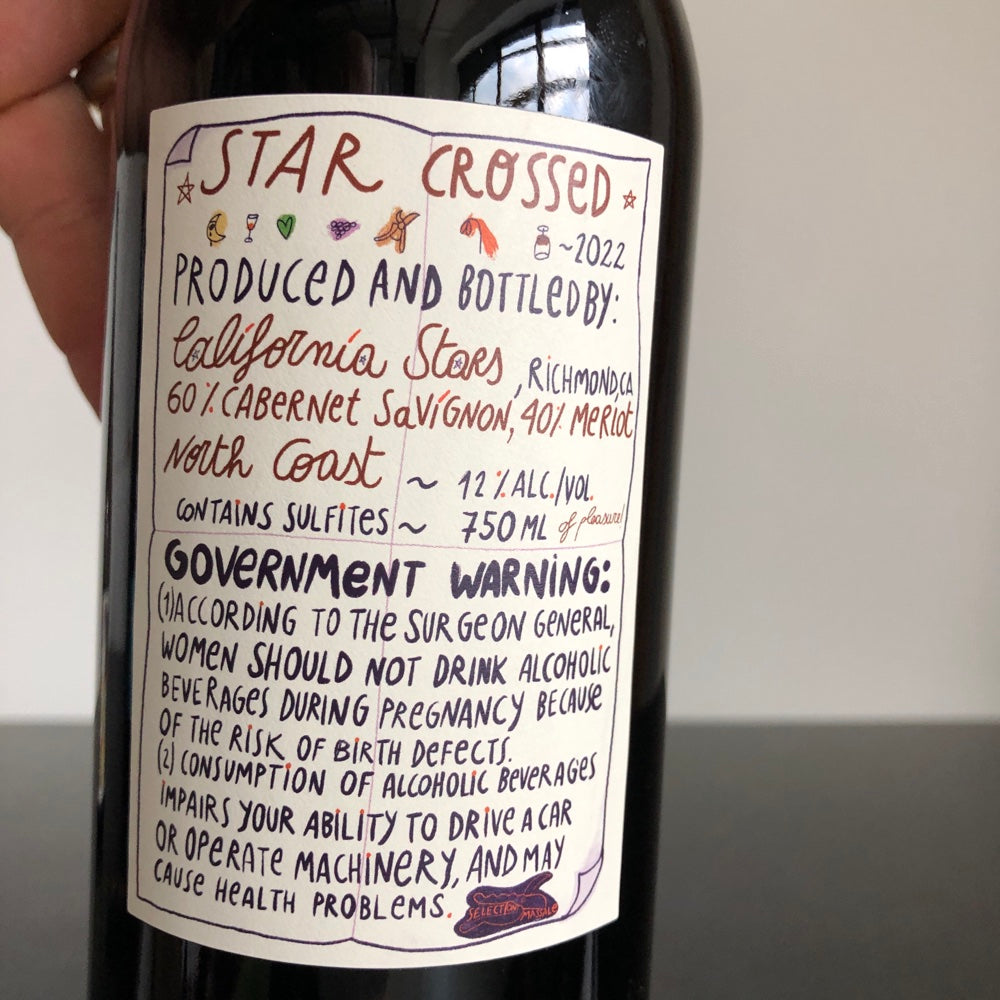 STAR CROSSED
~2022
PRODUCED AND BOTTLED BY:
California Stars, RICHMOND, CA
60% CABERNET SAVIGNON, 40% MERLOT
North Coast ~ 12% ALC./VOL.
CONTAINS SULFITES ~ 750 ML of pleasure!
GOVERNMENT WARNING:
(1) ACCORDING TO THE SURGEON GENERAL,
WOMEN SHOULD NOT DRINK ALCOHOLIC
BEVERAGES DURING PREGNANCY BECAUSE
OF THE RISK OF BIRTH DEFECTS.
(2) CONSUMPTION OF ALCOHOLIC BEVERAGES
IMPAIRS YOUR ABILITY TO DRIVE A CAR
OR OPERATE MACHINERY, AND MAY
CAUSE HEALTH PROBLEMS.
SELECTION MASSALE